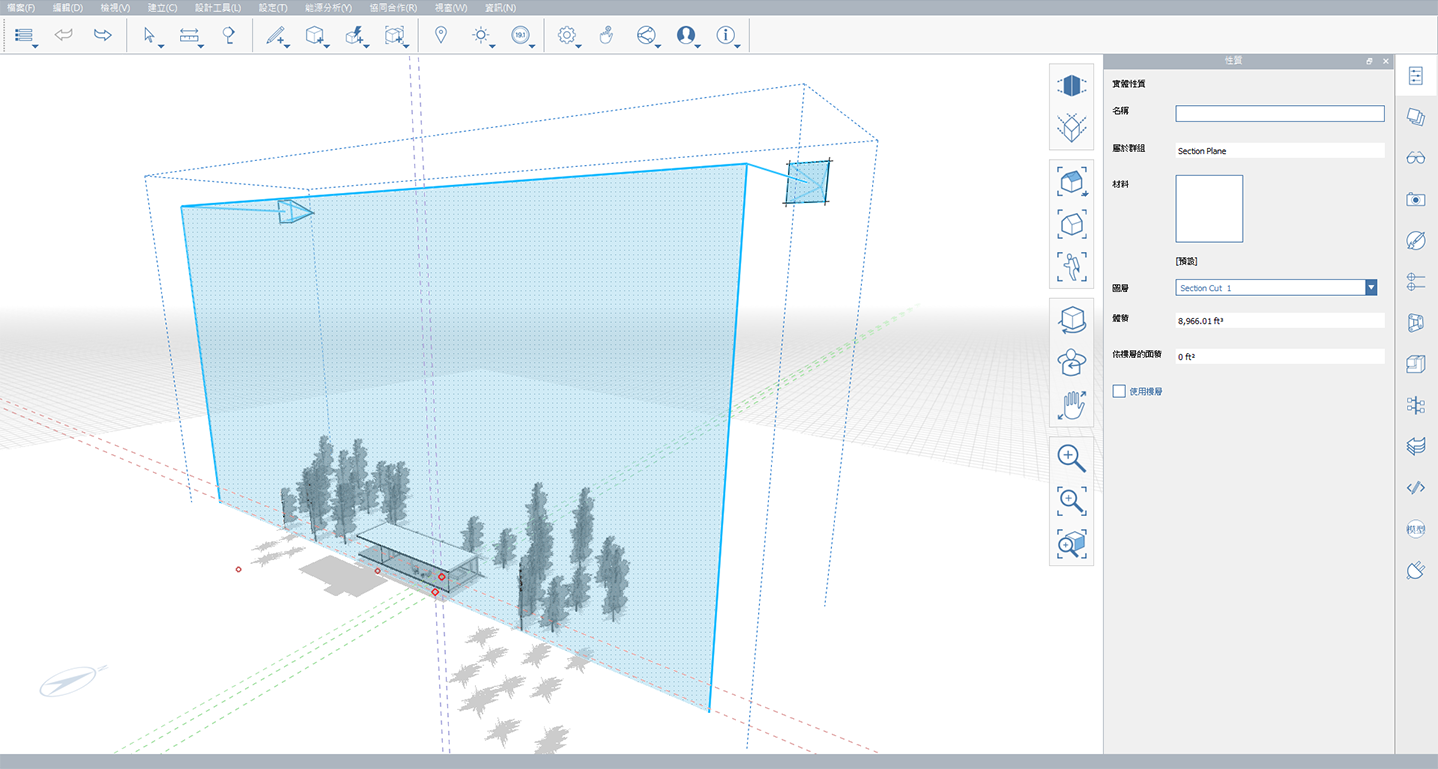 檔案(F) 編輯(D) 檢視(V) 建立(C) 設計工具(L) 設定(T) 能源分析(Y) 協同合作(R) 視窗(W) 資訊(N)
19.1
性質
實體性質
名稱
屬於群組 Section Plane
材料
[預設]
圖層 Section Cut 1
體積 8,966.01 ft³
依樓層的面積 0 ft²
使用樓層
模型